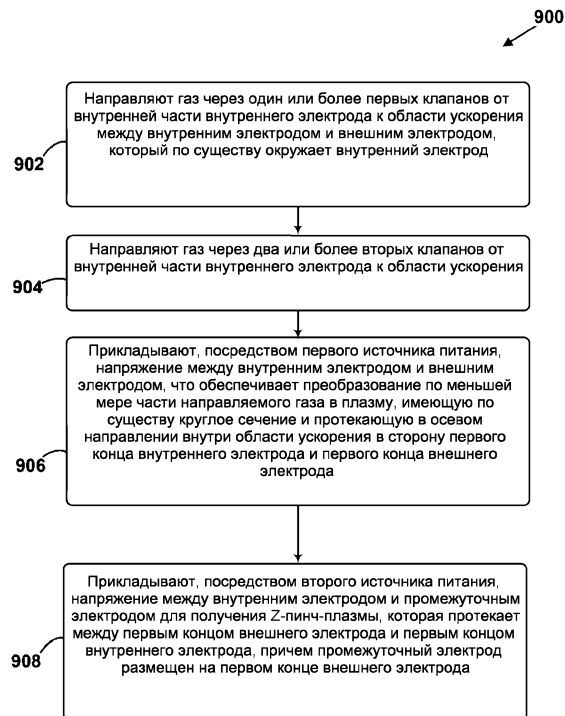 900
Направляют газ через один или более первых клапанов от
внутренней части внутреннего электрода к области ускорения
между внутренним электродом и внешним электродом,
который по существу окружает внутренний электрод
902
Направляют газ через два или более вторых клапанов от
внутренней части внутреннего электрода к области ускорения
904
Прикладывают, посредством первого источника питания,
напряжение между внутренним электродом и внешним
электродом, что обеспечивает преобразование по меньшей
мере части направляемого газа в плазму, имеющую по
существу круглое сечение и протекающую в осевом
направлении внутри области ускорения в сторону первого
конца внутреннего электрода и первого конца внешнего
электрода
906
Прикладывают, посредством второго источника питания,
напряжение между внутренним электродом и промежуточным
электродом для получения Z-пинч-плазмы, которая протекает
между первым концом внешнего электрода и первым концом
внутреннего электрода, причем промежуточный электрод
размещен на первом конце внешнего электрода
908